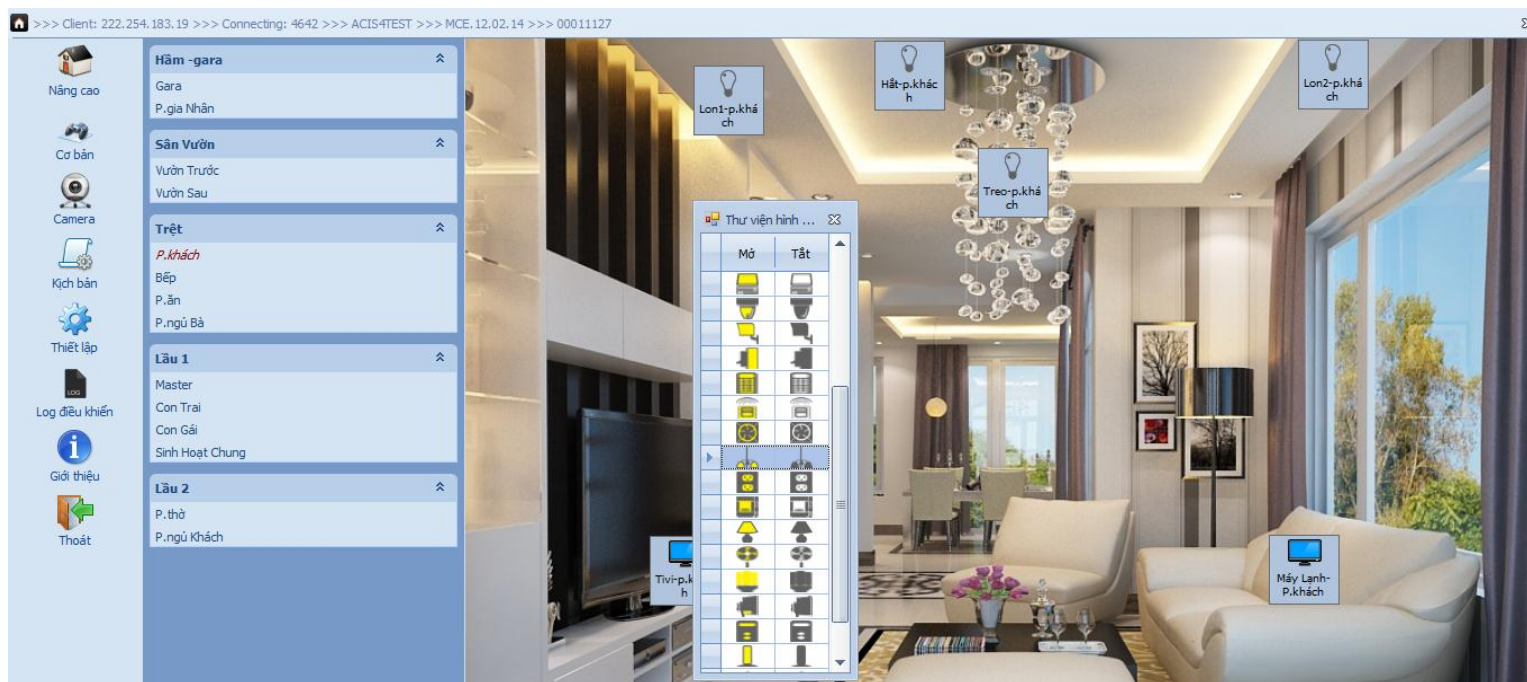 >>> Client: 222.254.183.19 >>> Connecting: 4642 >>> ACIS4TEST >>> MCE.12.02.14 >>> 00011127
Nâng cao
Cơ bản
Camera
Kịch bản
Thiết lập
LOG
Log điều khiển
Giới thiệu
Thoát
Hầm -gara
Gara
P.gia Nhân
Sân Vườn
Vườn Trước
Vườn Sau
Trệt
P.khách
Bếp
P.ăn
P.ngủ Bà
Lầu 1
Master
Con Trai
Con Gái
Sinh Hoạt Chung
Lầu 2
P.thờ
P.ngủ Khách
Lon1-p.khá
ch
Hắt-p.khác
h
Lon2-p.khá
ch
Treo-p.khá
ch
Thư viện hình ...
Mở Tắt
Tivi-p.k
h
Máy Lạnh-
P.khách